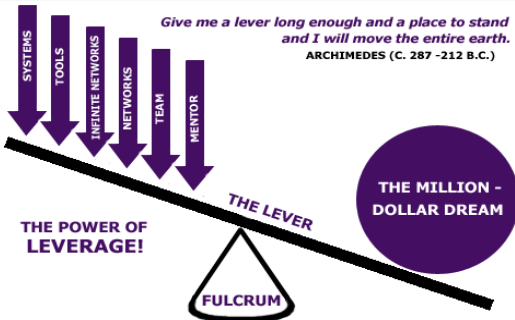 Give me a lever long enough and a place to stand
and I will move the entire earth.
ARCHIMEDES (C. 287 -212 B.C.)
SYSTEMS
TOOLS
INFINITE NETWORKS
NETWORKS
TEAM
MENTOR
THE LEVER
THE MILLION -
DOLLAR DREAM
THE POWER OF
LEVERAGE!
FULCRUM